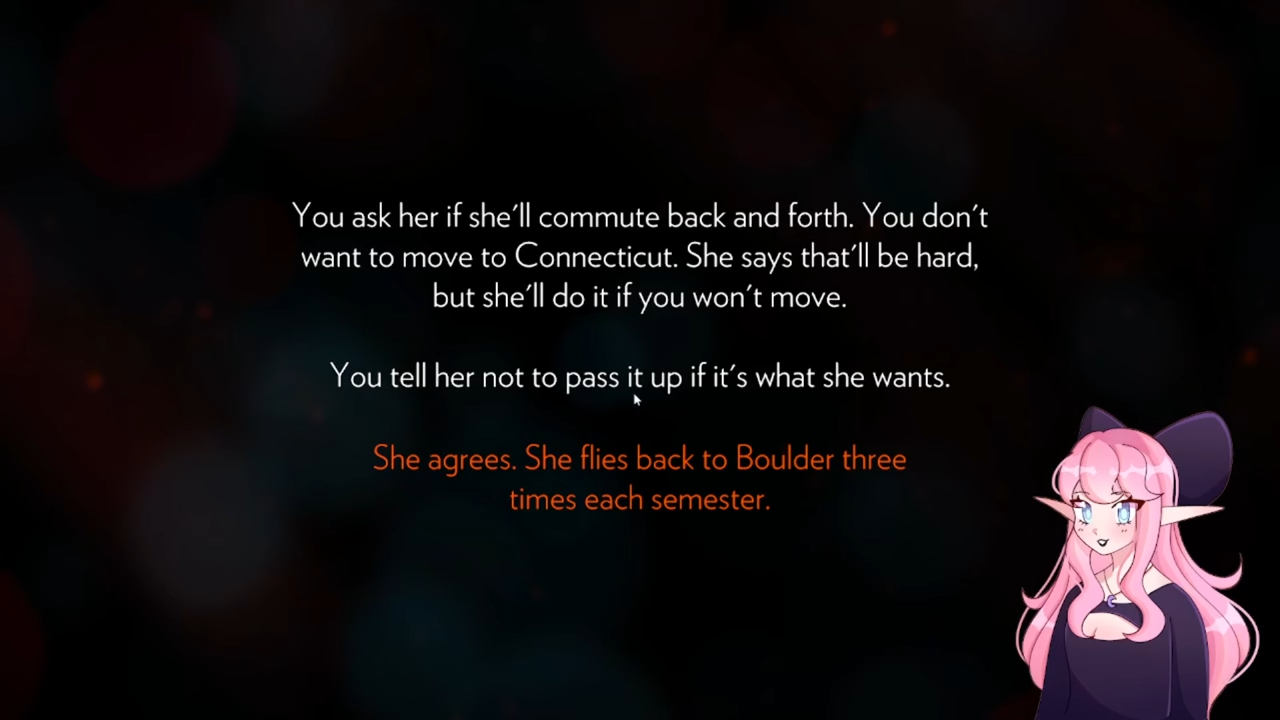 You ask her if she'll commute back and forth. You don't
want to move to Connecticut. She says that'll be hard,
but she'll do it if you won't move.
You tell her not to pass it up if it's what she wants.
She agrees. She flies back to Boulder three
times each semester.